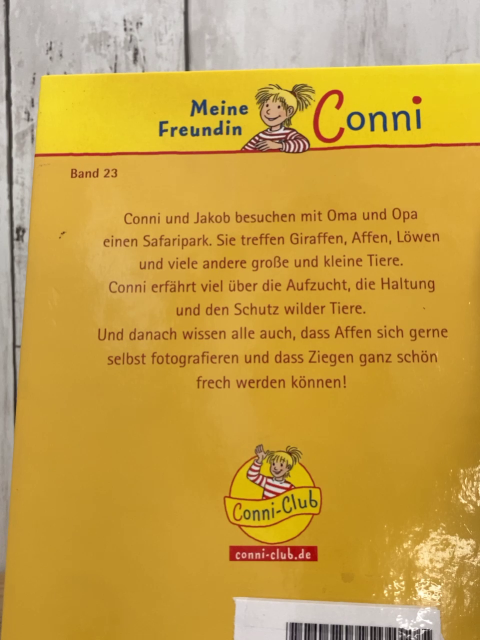 Meine
Freundin
Conni
Band 23
Conni und Jakob besuchen mit Oma und Opa
einen Safaripark. Sie treffen Giraffen, Affen, Löwen
und viele andere große und kleine Tiere.
Conni erfährt viel über die Aufzucht, die Haltung
und den Schutz wilder Tiere.
Und danach wissen alle auch, dass Affen sich gerne
selbst fotografieren und dass Ziegen ganz schön
frech werden können!
Conni-Club
conni-club.de